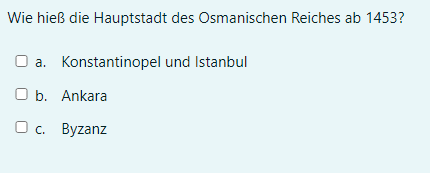 Wie hieß die Hauptstadt des Osmanischen Reiches ab 1453?
a. Konstantinopel und Istanbul
b. Ankara
c. Byzanz